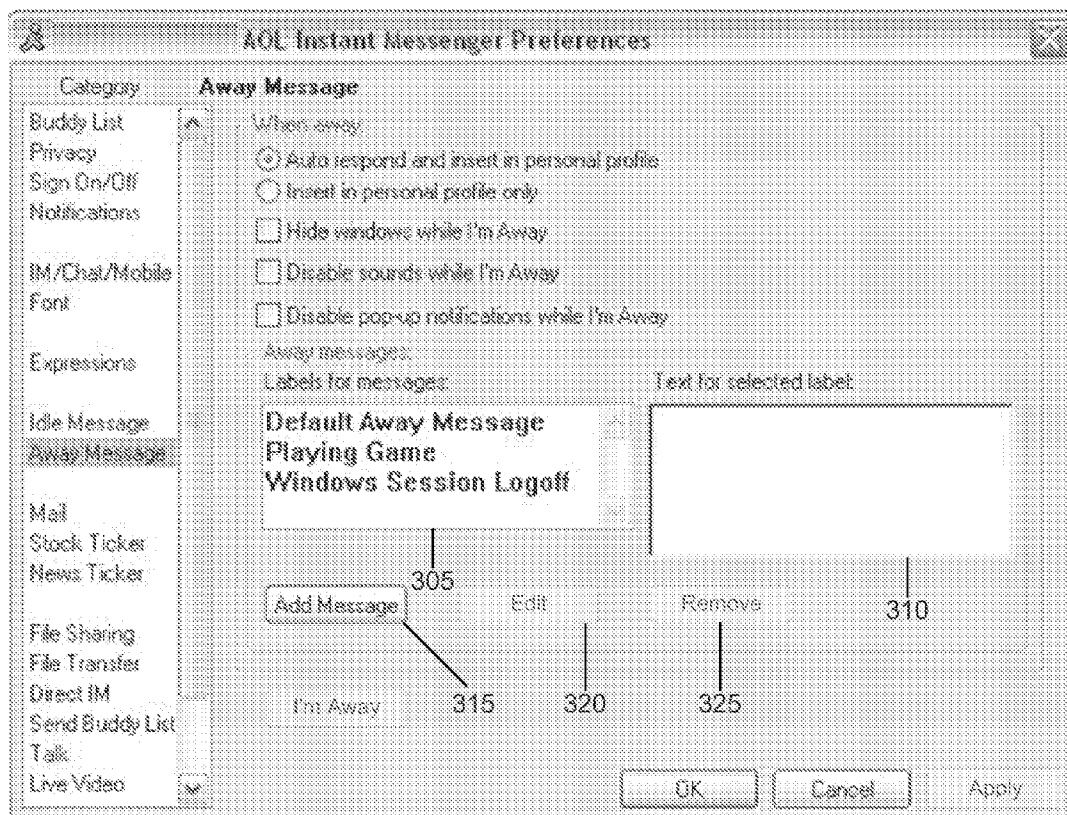 AOL Instant Messenger Preferences
Category
Away Message
Buddy List
Privacy
Sign On/Off
Notifications
IM/Chat/Mobile
Font
Expressions
Idle Message
Away Message
Mail
Stock Ticker
News Ticker
File Sharing
File Transfer
Direct IM
Send Buddy List
Talk
Live Video
When away:
Auto respond and insert in personal profile
Insert in personal profile only
Hide windows while I'm Away
Disable sounds while I'm Away
Disable pop-up notifications while I'm Away
Away messages:
Labels for messages:
Text for selected label:
Default Away Message
Playing Game
Windows Session Logoff
305
310
Add Message
Edit
Remove
315
320
325
I'm Away
OK
Cancel
Apply